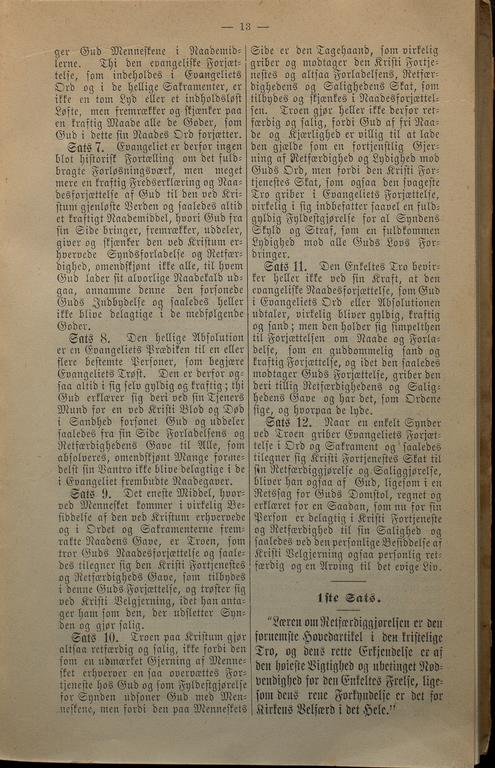 — 13 —
ger Gud Menneskene i Naademid-
lerne. Thi den evangeliske Forjæt-
telse, som indeholdes i Evangeliets
Ord og i de hellige Sakramenter, er
ikke en tom Lyd eller et indholdsløst
Løfte, men fremrækker og skjænker paa
en kraftig Maade alle de Goder, som
Gud i dette sin Naades Ord forjætter.
Sats 7. Evangeliet er derfor ingen
blot historisk Fortælling om det fuld-
bragte Forløsningsværk, men meget
mere en kraftig Fredserklæring og Naa-
desforjættelse af Gud til den ved Kri-
stum gjenløste Verden og saaledes altid
et kraftigt Naademiddel, hvori Gud fra
sin Side bringer, fremrækker, uddeler,
giver og skjænker den ved Kristum er-
hvervede Syndsforladelse og Retfær-
dighed, omendskjønt ikke alle, til hvem
Gud lader sit alvorlige Naadekald ud-
gaa, annamme denne den forsonede
Guds Indbydelse og saaledes heller
ikke blive delagtige i de medfølgende
Goder.
Sats 8. Den hellige Absolution
er en Evangeliets Prædiken til en eller
flere bestemte Personer, som begjære
Evangeliets Trøst. Den er derfor og-
saa altid i sig selv gyldig og kraftig; thi
Gud erklærer sig deri ved sin Tjeners
Mund for en ved Kristi Blod og Død
i Sandhed forsonet Gud og uddeler
saaledes fra sin Side Forladelsens og
Retfærdighedens Gave til Alle, som
absolveres, omendskjønt Mange forme-
delst sin Vantro ikke blive delagtige i de
i Evangeliet frembudte Naadegaver.
Sats 9. Det eneste Middel, hvor-
ved Mennesket kommer i virkelig Be-
siddelse af den ved Kristum erhvervede
og i Ordet og Sakramenterne frem-
rakte Naadens Gave, er Troen, som
tror Guds Naadesforjættelse og saale-
des tilegner sig den Kristi Fortjenestes
og Retfærdigheds Gave, som tilbydes
i denne Guds Forjættelse, og trøster sig
ved Kristi Velgjerning, idet han anta-
ger ham som den, der udsletter Syn-
den og gjør salig.
Sats 10. Troen paa Kristum gjør
altsaa retfærdig og salig, ikke fordi den
som en udmærket Gjerning af Menne-
sket erhverver en saa overvættes For-
tjeneste hos Gud og som Fyldestgjørelse
for Synden udsoner Gud med Men-
neskene, men fordi den paa Menneskets
Side er den Tagehaand, som virkelig
griber og modtager den Kristi Fortje-
nestes og altsaa Forladelsens, Retfær-
dighedens og Salighedens Skat, som
tilbydes og skjænkes i Naadesforjættel-
sen. Troen gjør heller ikke derfor ret-
færdig og salig, fordi Gud af fri Naa-
de og Kjærlighed er villig til at lade
den gjælde som en fortjenstlig Gjer-
ning af Retfærdighed og Lydighed mod
Guds Ord, men fordi den Kristi For-
tjenestes Skat, som ogsaa den svageste
Tro griber i Evangeliets Forjættelse,
virkelig i sig indbefatter saavel en fuld-
gyldig Fyldestgjørelse for al Syndens
Skyld og Straf, som en fuldkommen
Lydighed mod alle Guds Lovs For-
dringer.
Sats 11. Den Enkeltes Tro bevir-
ker heller ikke ved sin Kraft, at den
evangeliske Naadesforjættelse, som Gud
i Evangeliets Ord eller Absolutionen
udtaler, virkelig bliver gyldig, kraftig
og sand; men den holder sig simpelthen
til Forjættelsen om Naade og Forla-
delse, som en guddommelig sand og
kraftig Forjættelse, og idet den saaledes
modtager Guds Forjættelse, griber den
deri tillig Retfærdighedens og Salig-
hedens Gave og har det, som Ordene
sige, og hvorpaa de lyde.
Sats 12. Naar en enkelt Synder
ved Troen griber Evangeliets Forjæt-
telse i Ord og Sakrament og saaledes
tilegner sig Kristi Fortjenestes Skat til
sin Retfærdiggjørelse og Saliggjørelse,
bliver han ogsaa af Gud, ligesom i en
Retssag for Guds Domstol, regnet og
erklæret for en Saadan, som nu for sin
Person er delagtig i Kristi Fortjeneste
og Retfærdighed til sin Salighed og
saaledes ved den personlige Besiddelse af
Kristi Velgjerning ogsaa personlig ret-
færdig og en Arving til det evige Liv.
1ste Sats.
"Læren om Retfærdiggjørelsen er den
fornemste Hovedartikel i den kristelige
Tro, og dens rette Erkjendelse er af
den høieste Vigtighed og ubetinget Nød-
vendighed for den Enkeltes Frelse, lige-
som dens rene Forkyndelse er det for
Kirkens Velfærd i det Hele."